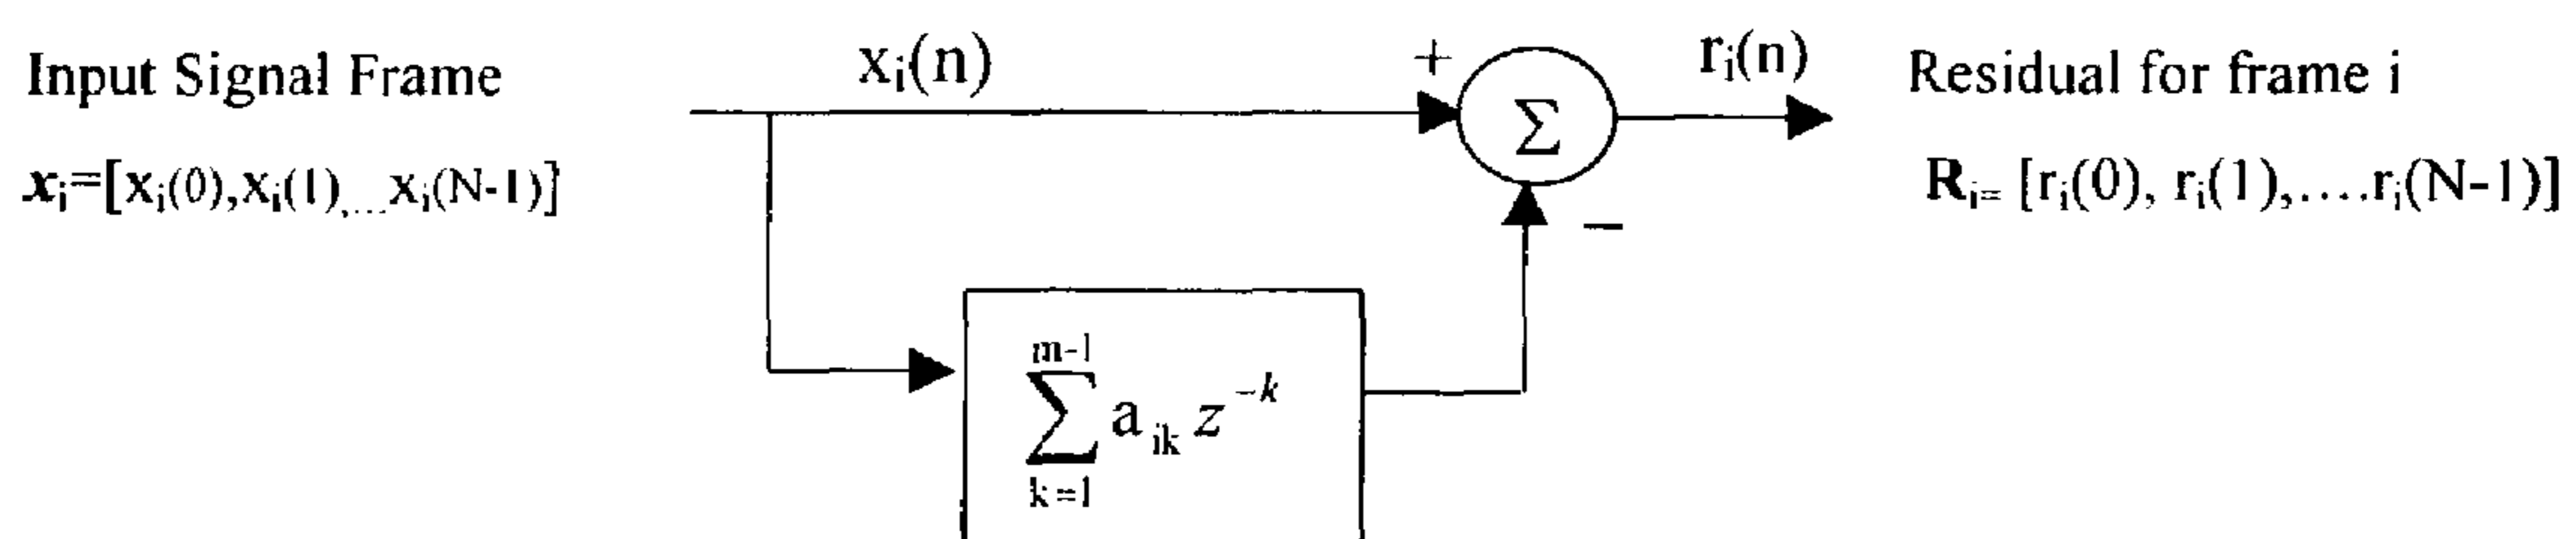 Input Signal Frame
xᵢ(n)
+
Σ
rᵢ(n)
Residual for frame i
𝒙ᵢ=[xᵢ(0),xᵢ(1),...xᵢ(N-1)]
Rᵢ= [rᵢ(0), rᵢ(1),....rᵢ(N-1)]
−
m-1
∑ a ik z −k
k=1